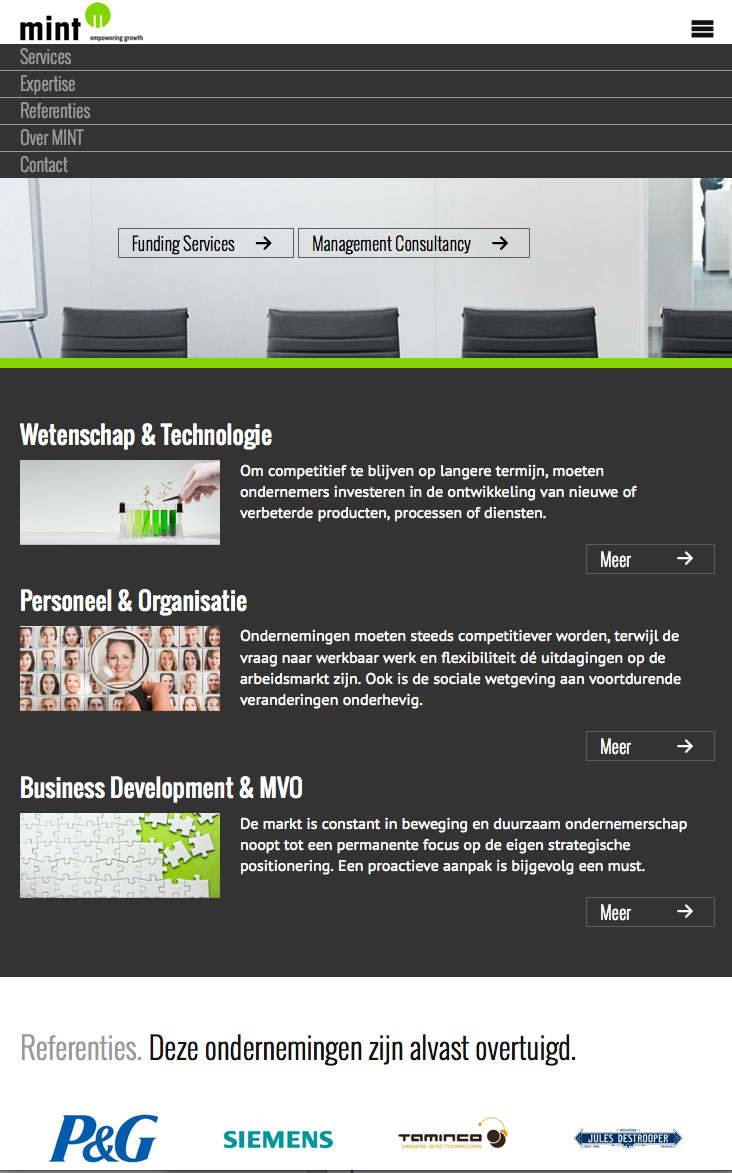 mint
empowering growth
Services
Expertise
Referenties
Over MINT
Contact
Funding Services
Management Consultancy
Wetenschap & Technologie
Om competitief te blijven op langere termijn, moeten
ondernemers investeren in de ontwikkeling van nieuwe of
verbeterde producten, processen of diensten.
Meer
Personeel & Organisatie
Ondernemingen moeten steeds competitiever worden, terwijl de
vraag naar werkbaar werk en flexibiliteit dé uitdagingen op de
arbeidsmarkt zijn. Ook is de sociale wetgeving aan voortdurende
veranderingen onderhevig.
Meer
Business Development & MVO
De markt is constant in beweging en duurzaam ondernemerschap
noopt tot een permanente focus op de eigen strategische
positionering. Een proactieve aanpak is bijgevolg een must.
Meer
Referenties. Deze ondernemingen zijn alvast overtuigd.
P&G SIEMENS TAMINCO JULES DESTROOPER
people and molecules